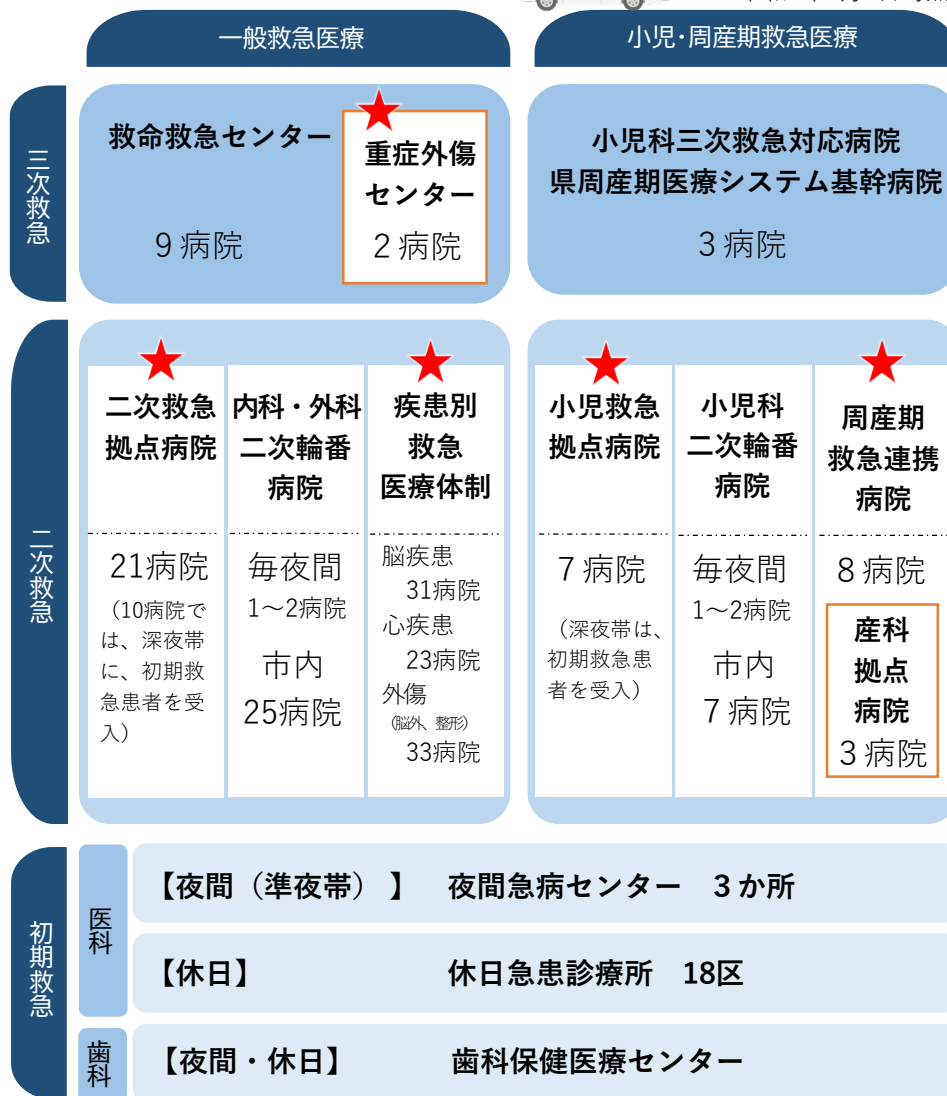 一般救急医療
小児・周産期救急医療
三次救急
救命救急センター
9病院
重症外傷
センター
2病院
小児科三次救急対応病院
県周産期医療システム基幹病院
3病院
二次救急
二次救急
拠点病院
21病院
(10病院で
は、深夜帯
に、初期救
急患者を受
入)
内科・外科
二次輪番
病院
毎夜間
1〜2病院
市内
25病院
疾患別
救急
医療体制
脳疾患
31病院
心疾患
23病院
外傷
(脳外、整形)
33病院
小児救急
拠点病院
7病院
(深夜帯は、
初期救急患
者を受入)
小児科
二次輪番
病院
毎夜間
1〜2病院
市内
7病院
周産期
救急連携
病院
8病院
産科
拠点
病院
3病院
初期救急
医科
【夜間(準夜帯)】 夜間急病センター 3か所
【休日】 休日急患診療所 18区
歯科
【夜間・休日】 歯科保健医療センター